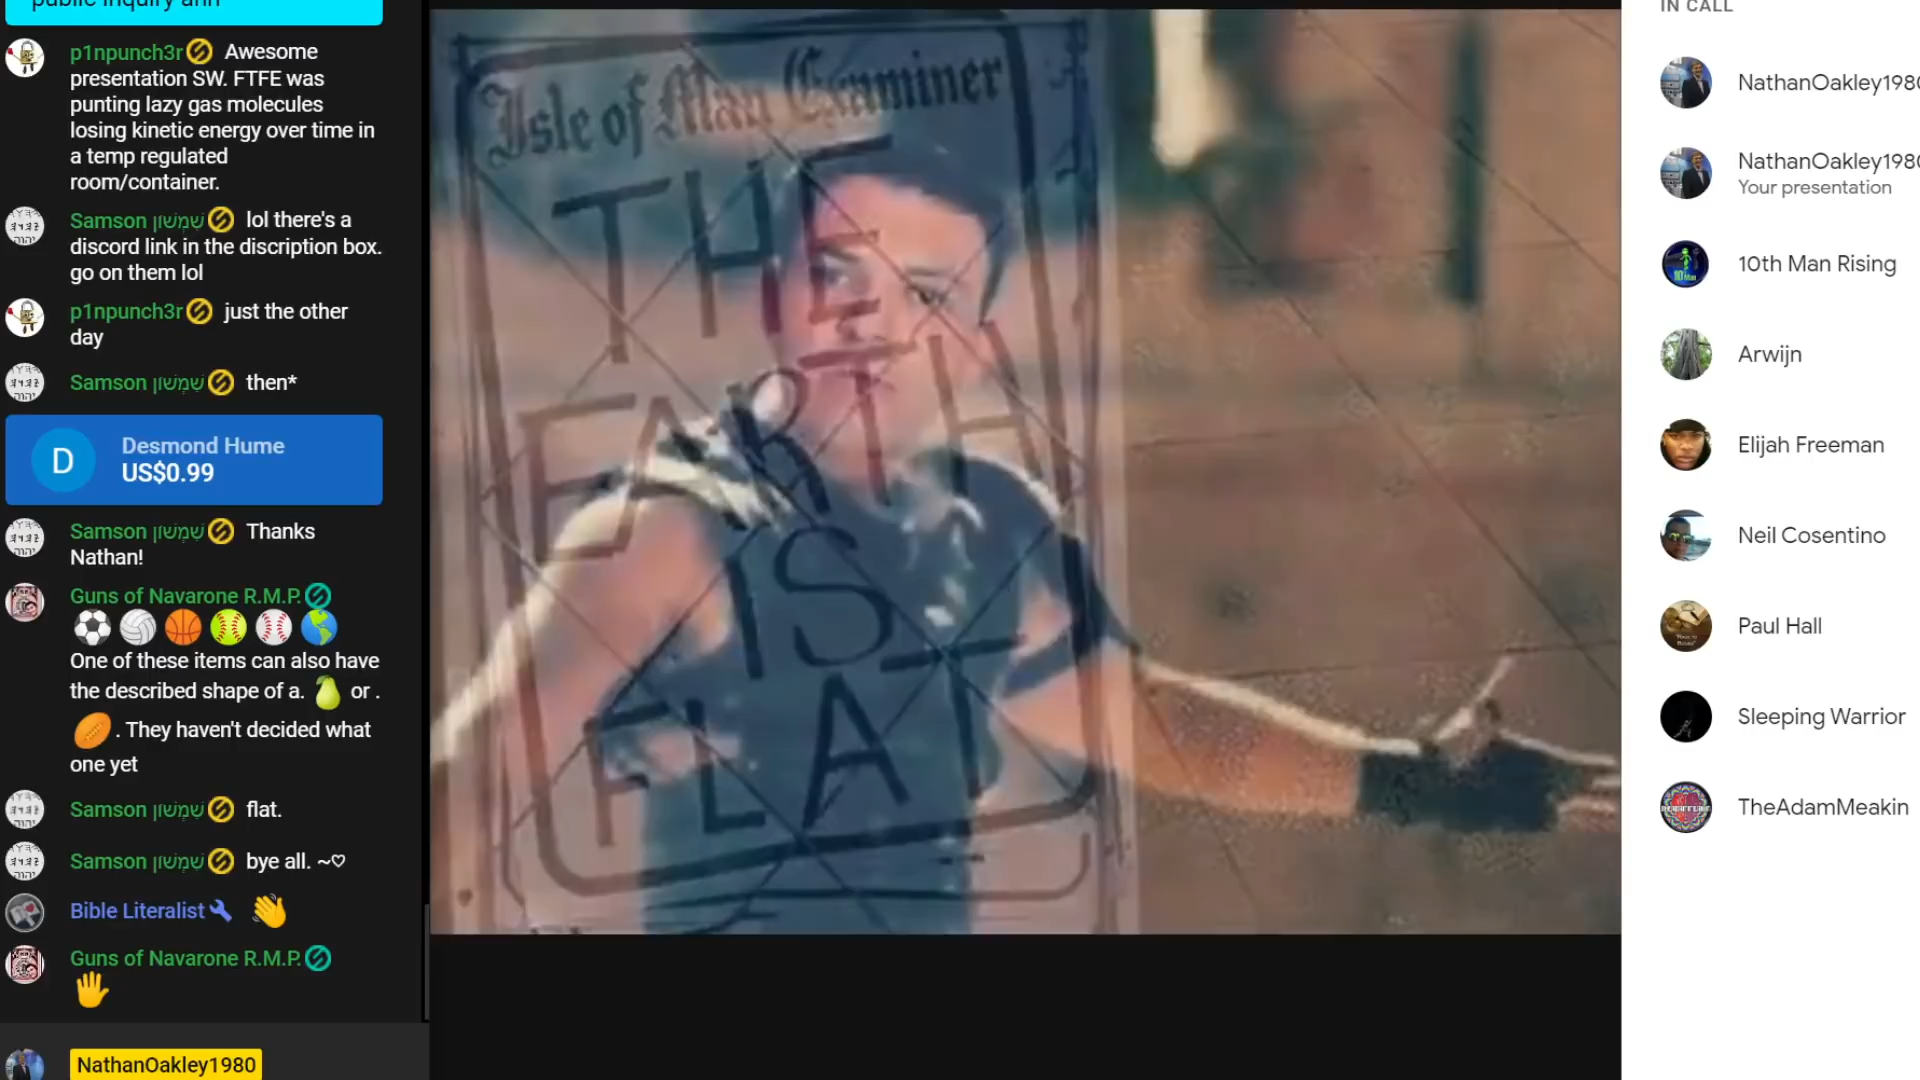 public inquiry ahh
p1npunch3r Awesome
presentation SW. FTFE was
punting lazy gas molecules
losing kinetic energy over time in
a temp regulated
room/container.
Samson שִׁמְשׁוֹן lol there's a
discord link in the discription box.
go on them lol
p1npunch3r just the other
day
Samson שִׁמְשׁוֹן then*
D
Desmond Hume
US$0.99
Samson שִׁמְשׁוֹן Thanks
Nathan!
Guns of Navarone R.M.P.
One of these items can also have
the described shape of a. 🍐 or .
🏉. They haven't decided what
one yet
Samson שִׁמְשׁוֹן flat.
Samson שִׁמְשׁוֹן bye all. ~♡
Bible Literalist 👋
Guns of Navarone R.M.P.
NathanOakley1980
Isle of Man Examiner
THE
EARTH
IS
FLAT
IN CALL
NathanOakley1980
NathanOakley1980
Your presentation
10th Man Rising
Arwijn
Elijah Freeman
Neil Cosentino
Paul Hall
Sleeping Warrior
TheAdamMeakin